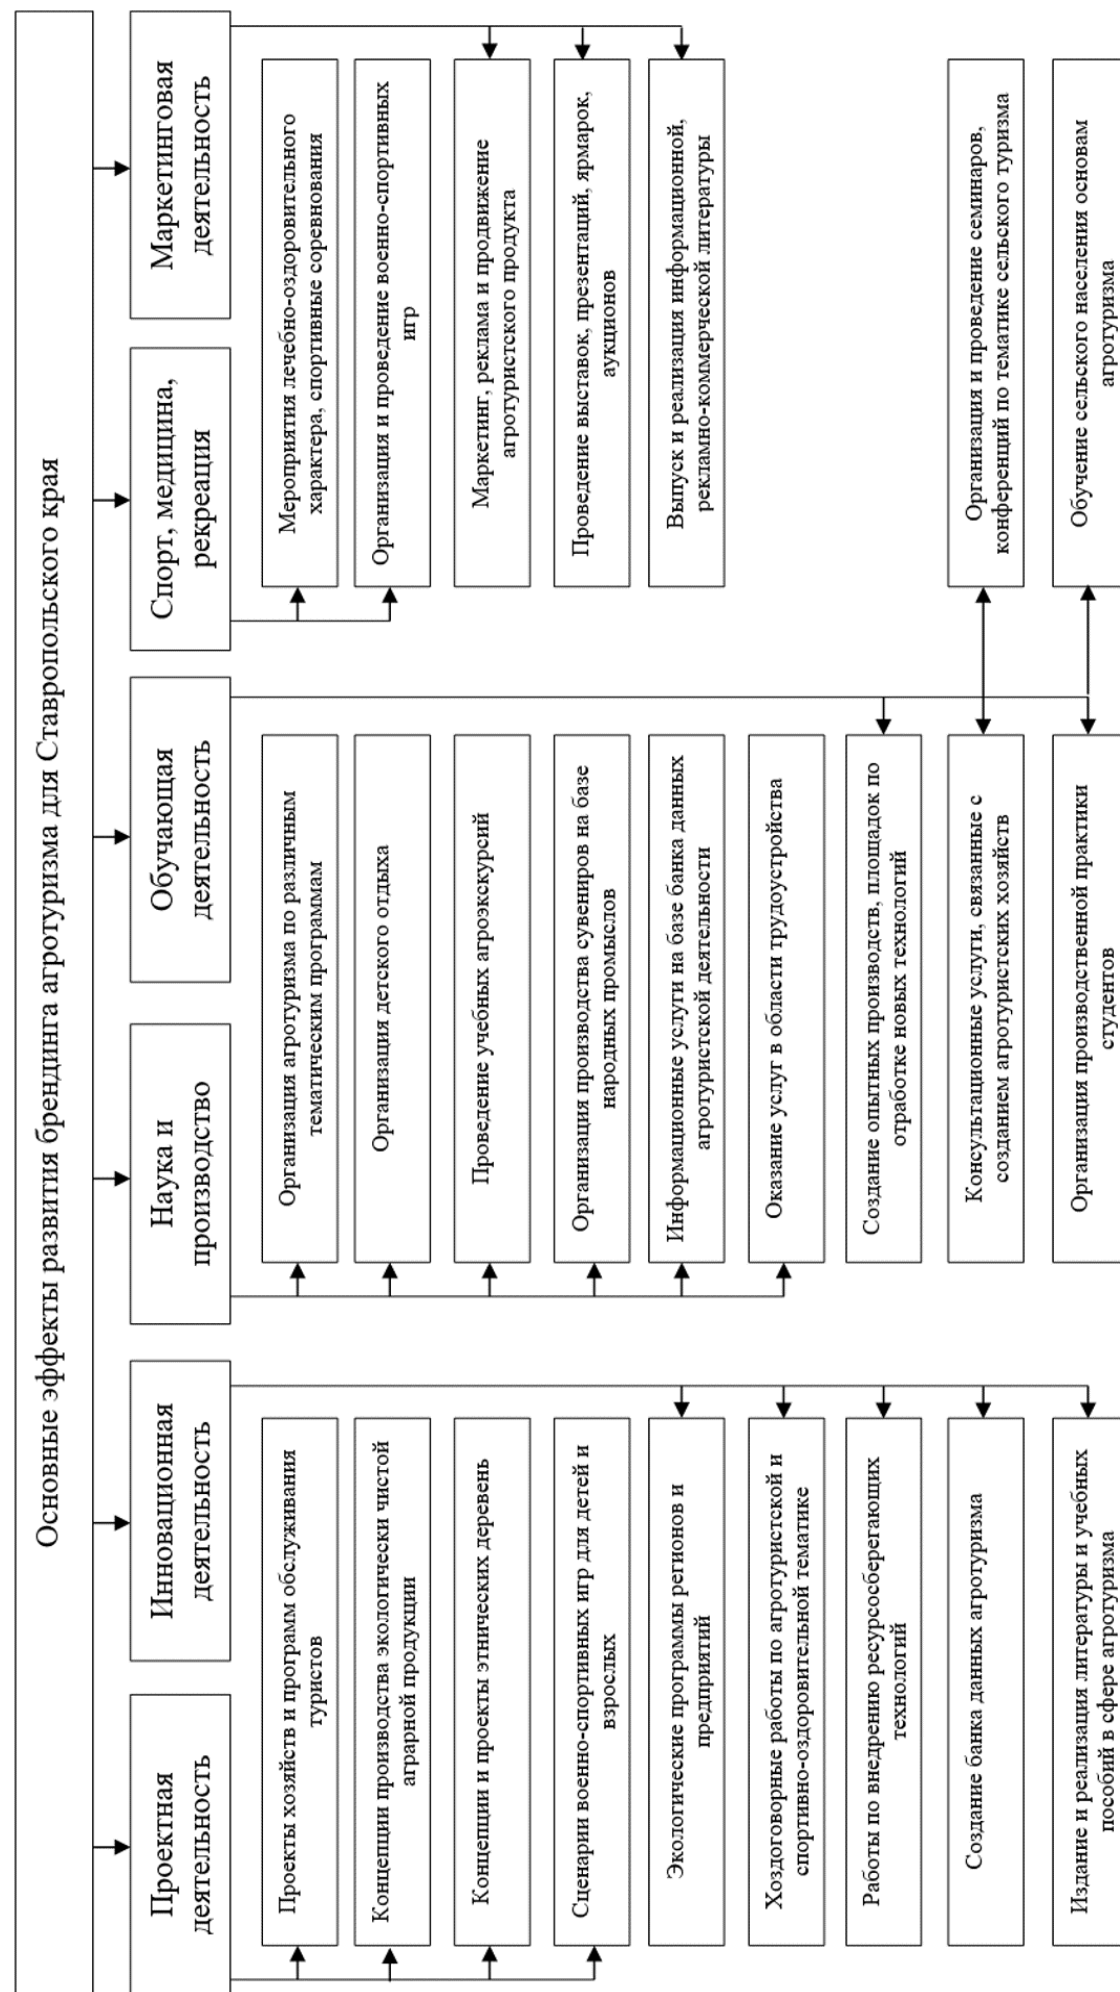 Основные эффекты развития брендинга агротуризма для Ставропольского края
Проектная
деятельность
Инновационная
деятельность
Наука и
производство
Обучающая
деятельность
Спорт, медицина,
рекреация
Маркетинговая
деятельность
Проекты хозяйств и программ обслуживания
туристов
Концепции производства экологически чистой
аграрной продукции
Концепции и проекты этнических деревень
Сценарии военно-спортивных игр для детей и
взрослых
Экологические программы регионов и
предприятий
Хоздоговорные работы по агротуристской и
спортивно-оздоровительной тематике
Работы по внедрению ресурсосберегающих
технологий
Создание банка данных агротуризма
Издание и реализация литературы и учебных
пособий в сфере агротуризма
Организация агротуризма по различным
тематическим программам
Организация детского отдыха
Проведение учебных агроэкскурсий
Организация производства сувениров на базе
народных промыслов
Информационные услуги на базе банка данных
агротуристской деятельности
Оказание услуг в области трудоустройства
Создание опытных производств, площадок по
отработке новых технологий
Консультационные услуги, связанные с
созданием агротуристских хозяйств
Организация производственной практики
студентов
Мероприятия лечебно-оздоровительного
характера, спортивные соревнования
Организация и проведение военно-спортивных
игр
Маркетинг, реклама и продвижение
агротуристского продукта
Проведение выставок, презентаций, ярмарок,
аукционов
Выпуск и реализация информационной,
рекламно-коммерческой литературы
Организация и проведение семинаров,
конференций по тематике сельского туризма
Обучение сельского населения основам
агротуризма